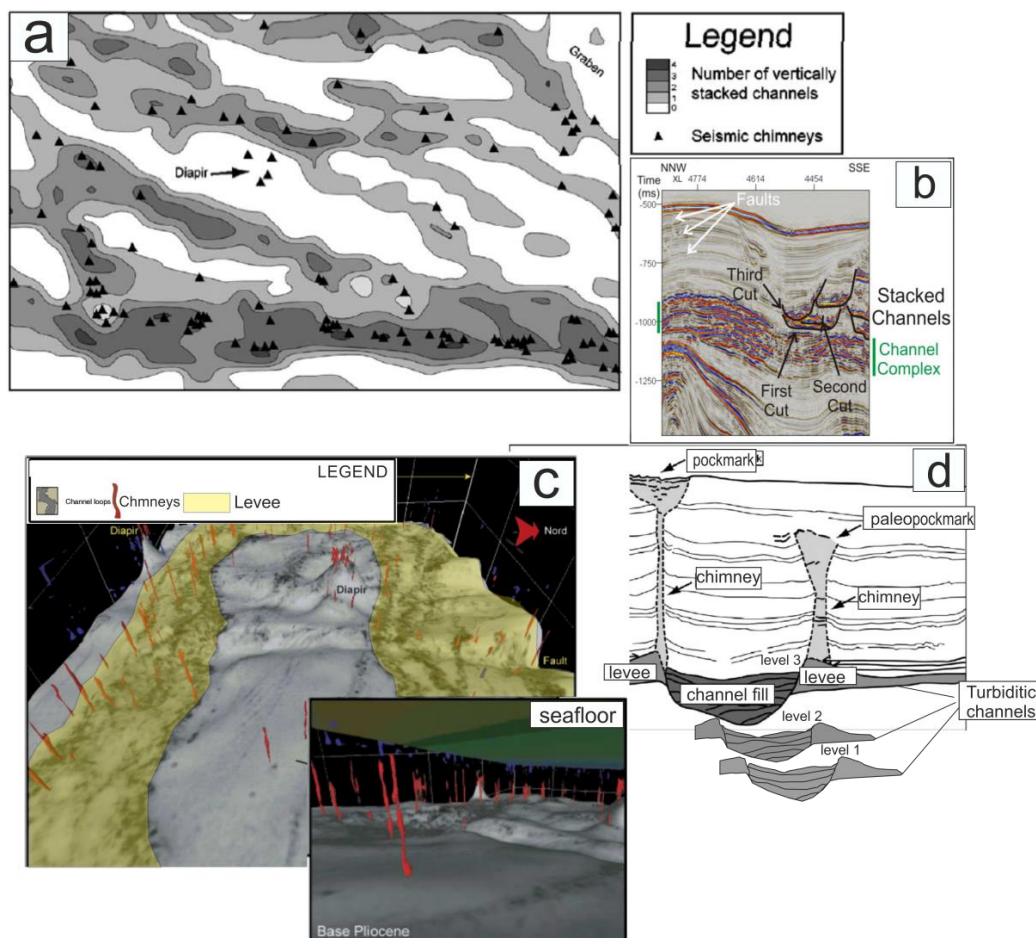 a
Graben
Diapir
Legend
4
3
2
1
0
Number of vertically
stacked channels
Seismic chimneys
b
NNW
SSE
Time
(ms)
XL 4774
4614
4454
-500
-750
-1000
-1250
Faults
Third
Cut
Stacked
Channels
Channel
Complex
First
Cut
Second
Cut
c
LEGEND
Channel loops
Chmneys
Levee
Diapir
Nord
Diapir
Fault
seafloor
Base Pliocene
d
pockmark
paleopockmark
chimney
chimney
level 3
levee
levee
channel fill
level 2
level 1
Turbiditic
channels